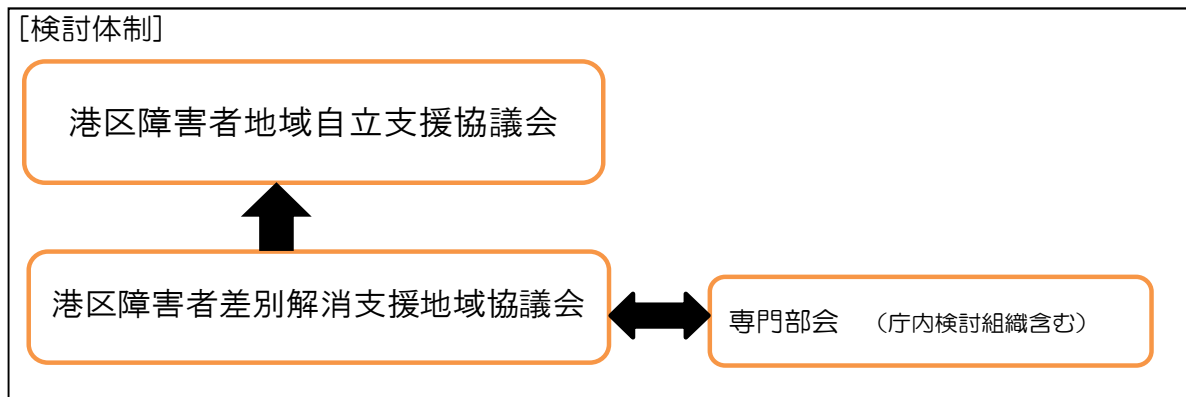 [検討体制]
港区障害者地域自立支援協議会
港区障害者差別解消支援地域協議会
専門部会　（庁内検討組織含む）